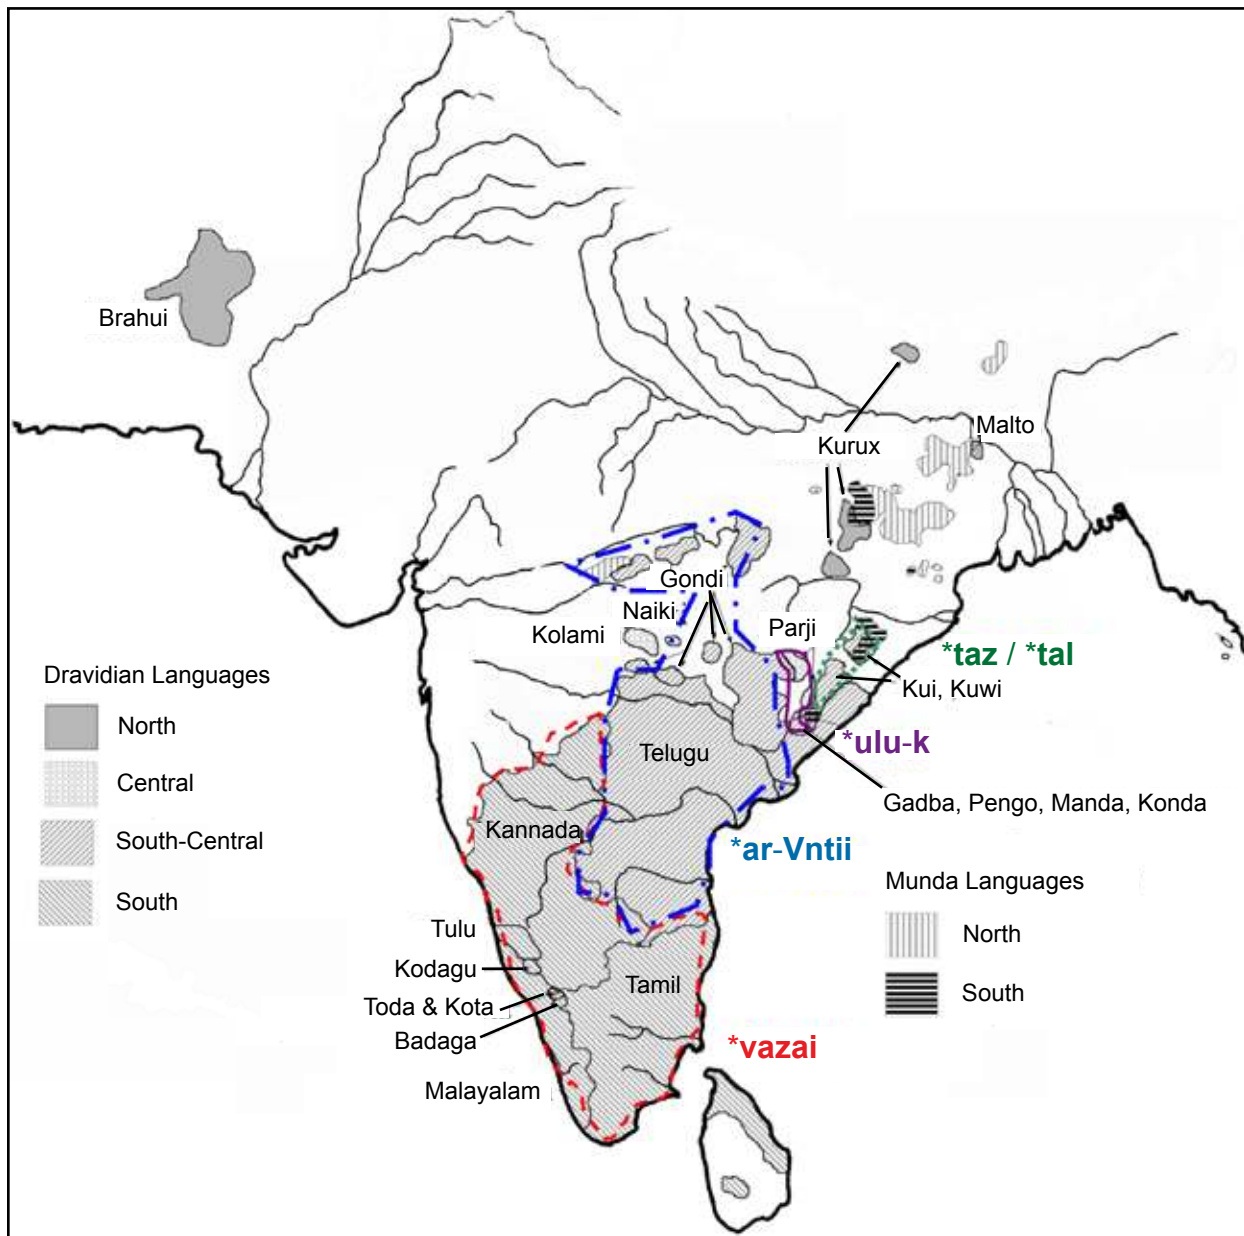 Brahui
Malto
Kurux
Gondi
Naiki
Kolami
Parji
*taz / *tal
Kui, Kuwi
Dravidian Languages
North
Central
South-Central
South
Telugu
*ulu-k
Gadba, Pengo, Manda, Konda
Kannada
*ar-Vntii
Munda Languages
North
South
Tulu
Kodagu
Toda & Kota
Badaga
Malayalam
Tamil
*vazai